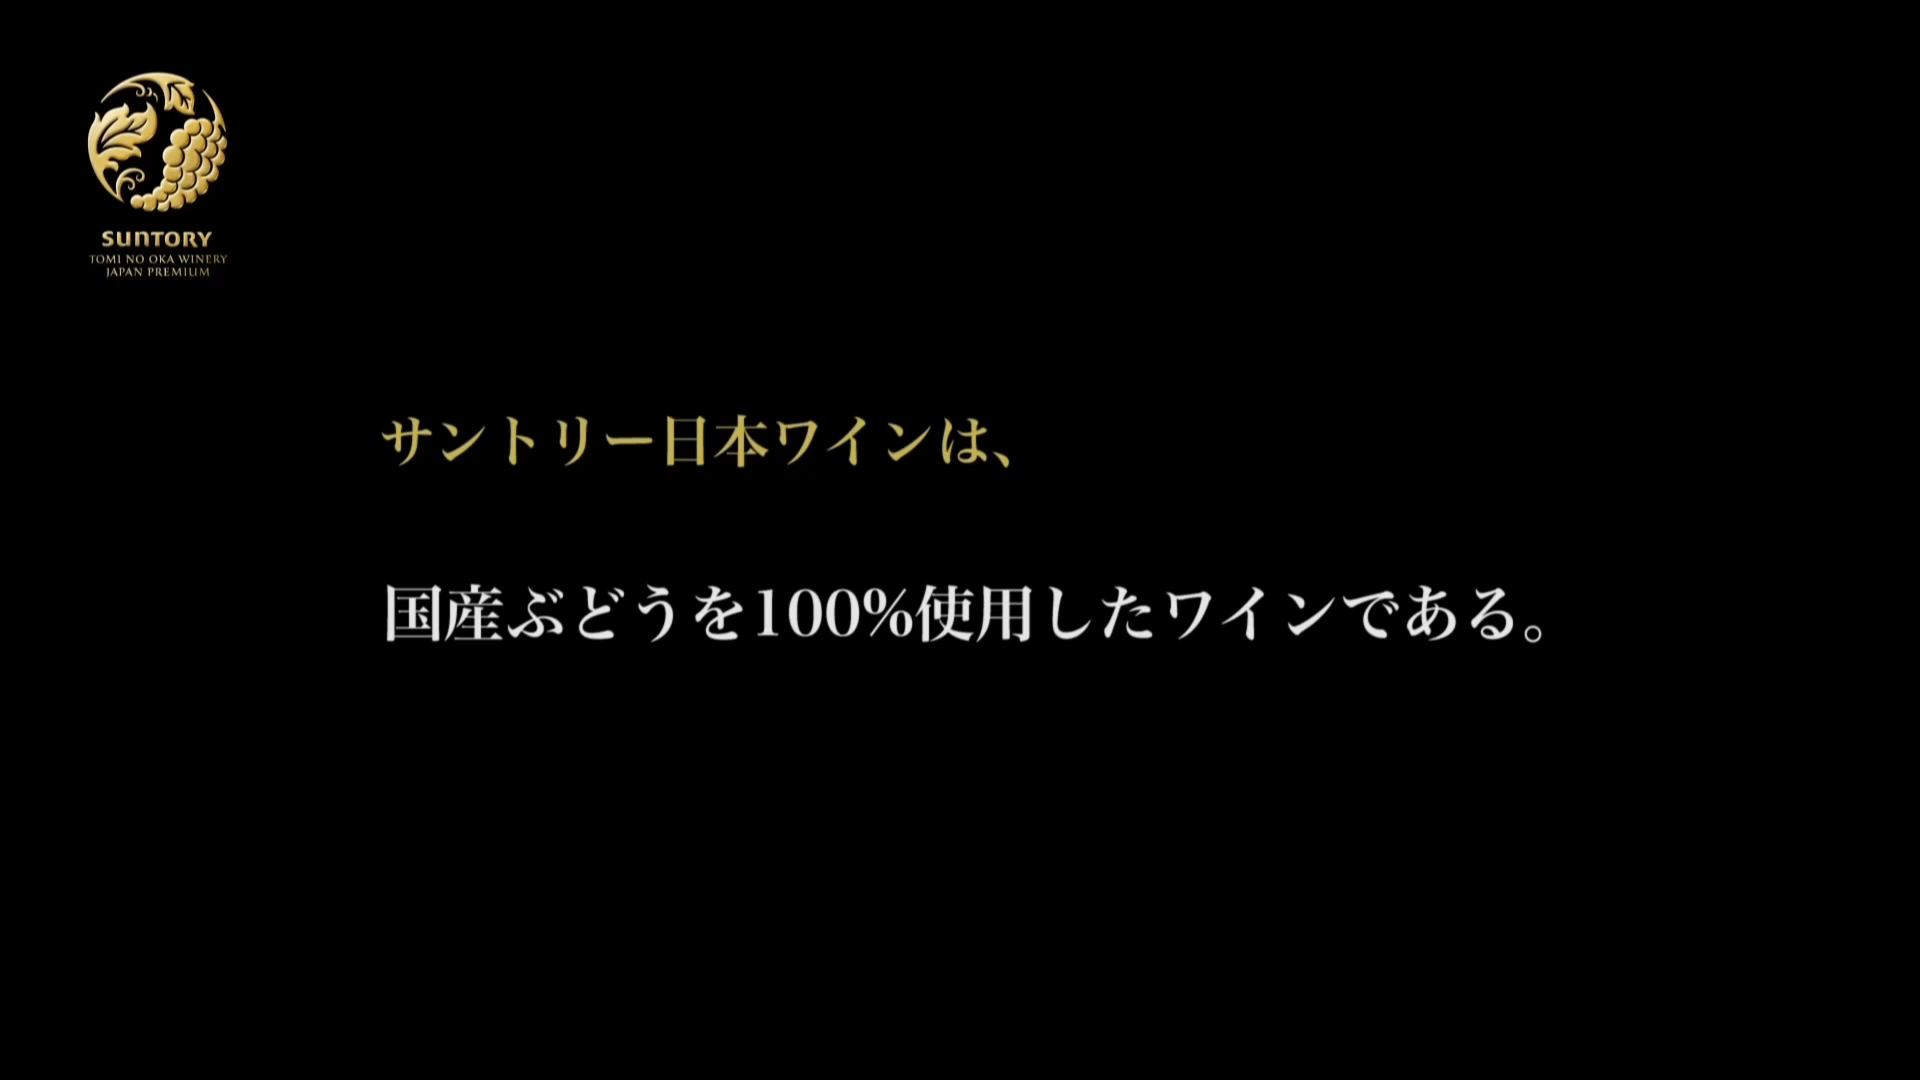 SUNTORY
TOMI NO OKA WINERY
JAPAN PREMIUM
サントリー日本ワインは、
国産ぶどうを100%使用したワインである。